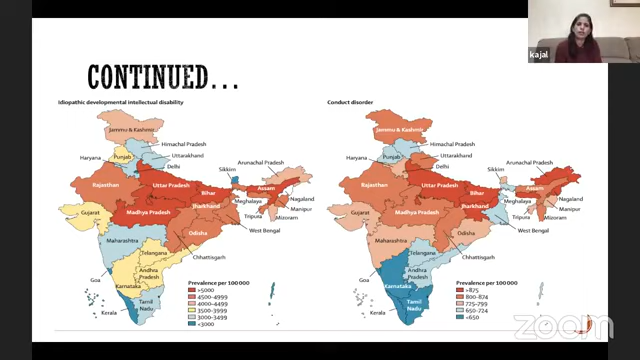 kajal
CONTINUED...
Idiopathic developmental intellectual disability
Jammu & Kashmir
Himachal Pradesh
Punjab
Uttarakhand
Haryana
Delhi
Sikkim
Arunachal Pradesh
Rajasthan
Uttar Pradesh
Bihar
Assam
Nagaland
Meghalaya
Manipur
Jharkhand
Tripura
Mizoram
Gujarat
Madhya Pradesh
West Bengal
Odisha
Chhattisgarh
Maharashtra
Telangana
Andhra
Pradesh
Goa
Karnataka
Tamil
Nadu
Kerala
Prevalence per 100 000
>5000
4500-4999
4000-4499
3500-3999
3000-3499
<3000
Conduct disorder
Jammu & Kashmir
Himachal Pradesh
Punjab
Uttarakhand
Haryana
Delhi
Sikkim
Arunachal Pradesh
Rajasthan
Uttar Pradesh
Bihar
Assam
Nagaland
Meghalaya
Manipur
Jharkhand
Tripura
Mizoram
Gujarat
Madhya Pradesh
West Bengal
Odisha
Chhattisgarh
Maharashtra
Telangana
Andhra
Pradesh
Goa
Karnataka
Tamil
Nadu
Kerala
Prevalence per 100 000
>875
800-874
725-799
650-724
<650
zoom